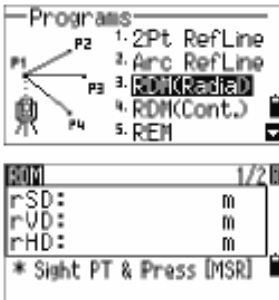 Programs
P1
P2
P3
P4
1. 2Pt RefLine
2. Arc RefLine
3. RDM(Radial)
4. RDM(Cont.)
5. REM
RDM 1/2
rSD: m
rVD: m
rHD: m
* Sight PT & Press [MSR]